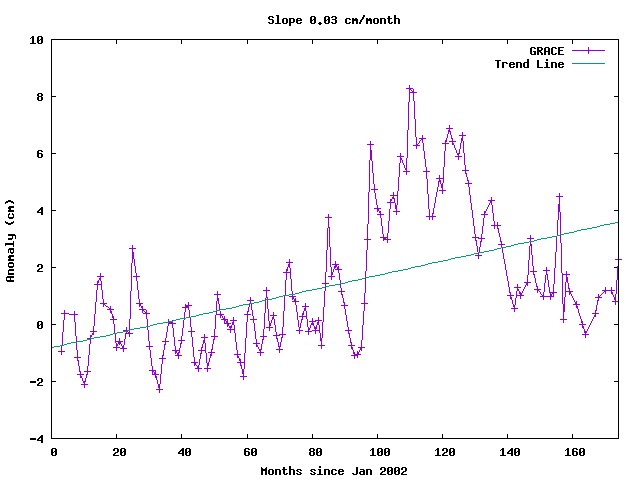 Slope 0.03 cm/month
GRACE
Trend Line
10
8
6
4
2
0
-2
-4
Anomaly (cm)
0 20 40 60 80 100 120 140 160
Months since Jan 2002